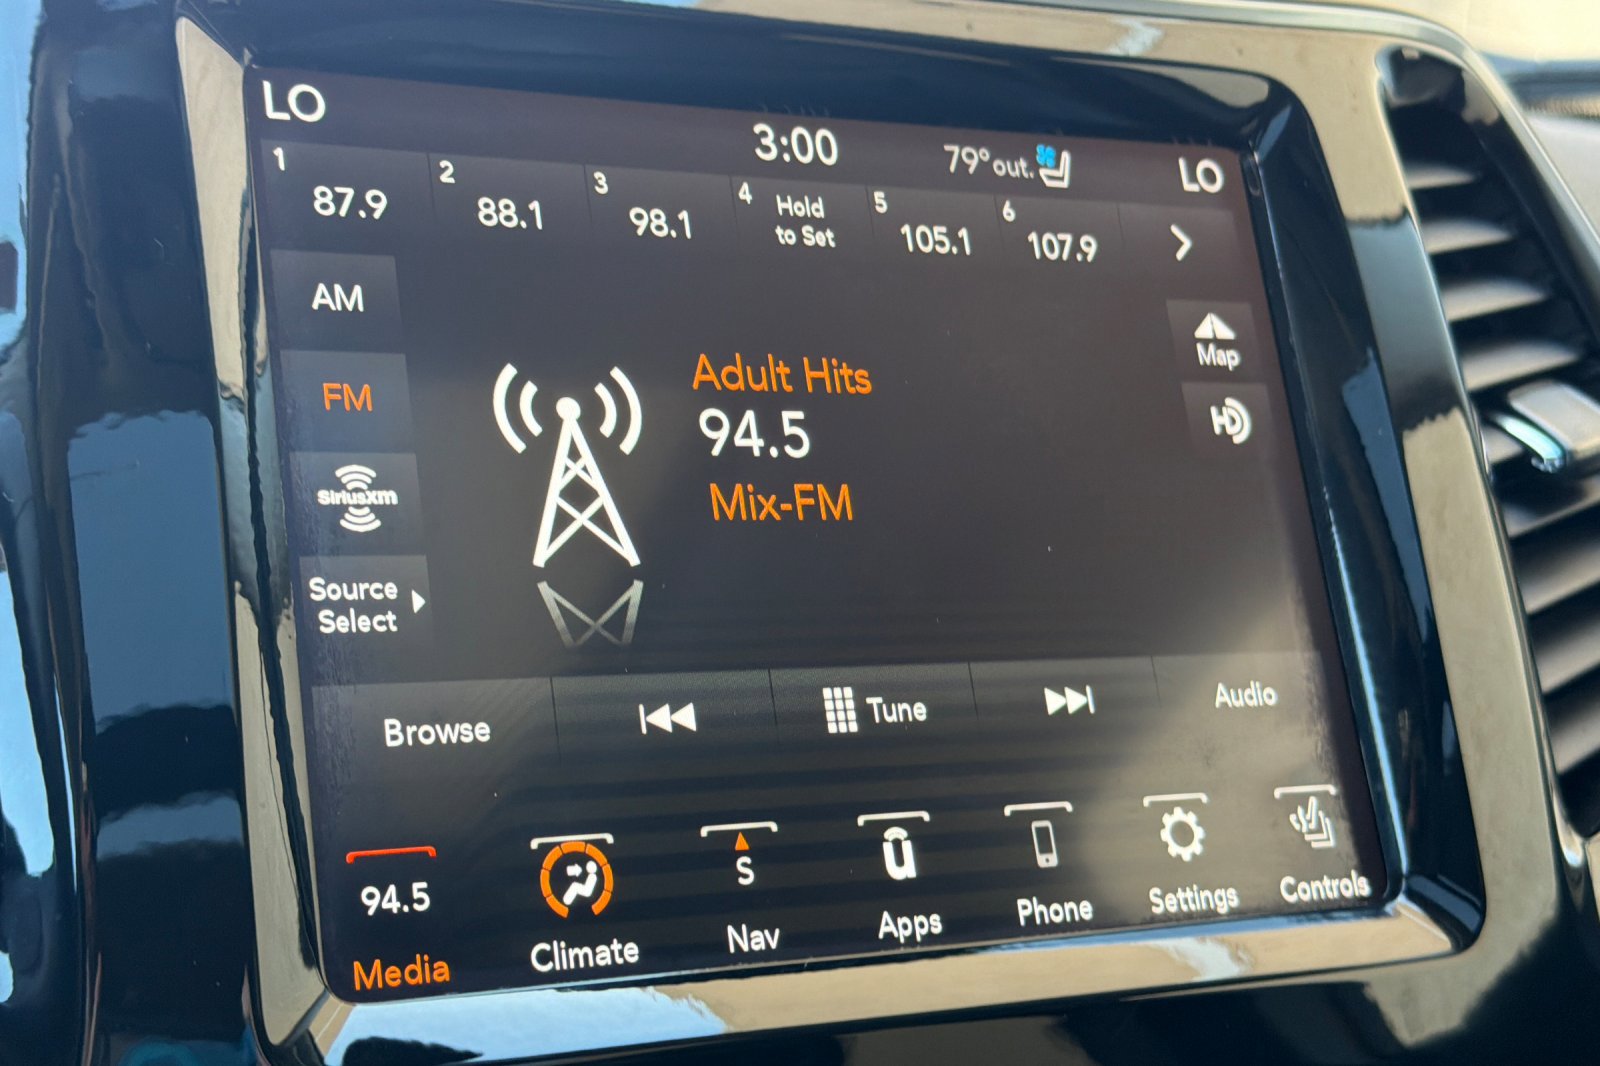 LO
3:00
79° out.
LO
1
87.9
2
88.1
3
98.1
4
Hold
to Set
5
105.1
6
107.9
AM
FM
SiriusXM
Source
Select
Adult Hits
94.5
Mix-FM
Map
HD
Browse
Tune
Audio
94.5
Media
Climate
S
Nav
u
Apps
Phone
Settings
Controls